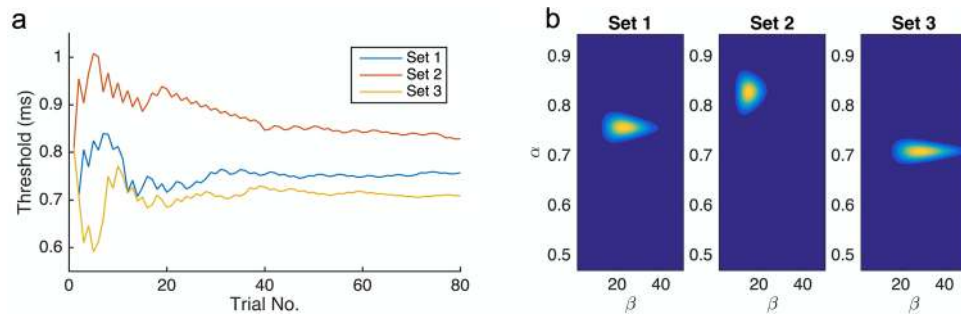 a
Threshold (ms)
1
0.9
0.8
0.7
0.6
0 20 40 60 80
Trial No.
Set 1
Set 2
Set 3
b
Set 1 Set 2 Set 3
α
0.9 0.9 0.9
0.8 0.8 0.8
0.7 0.7 0.7
0.6 0.6 0.6
0.5 0.5 0.5
20 40 20 40 20 40
β β β